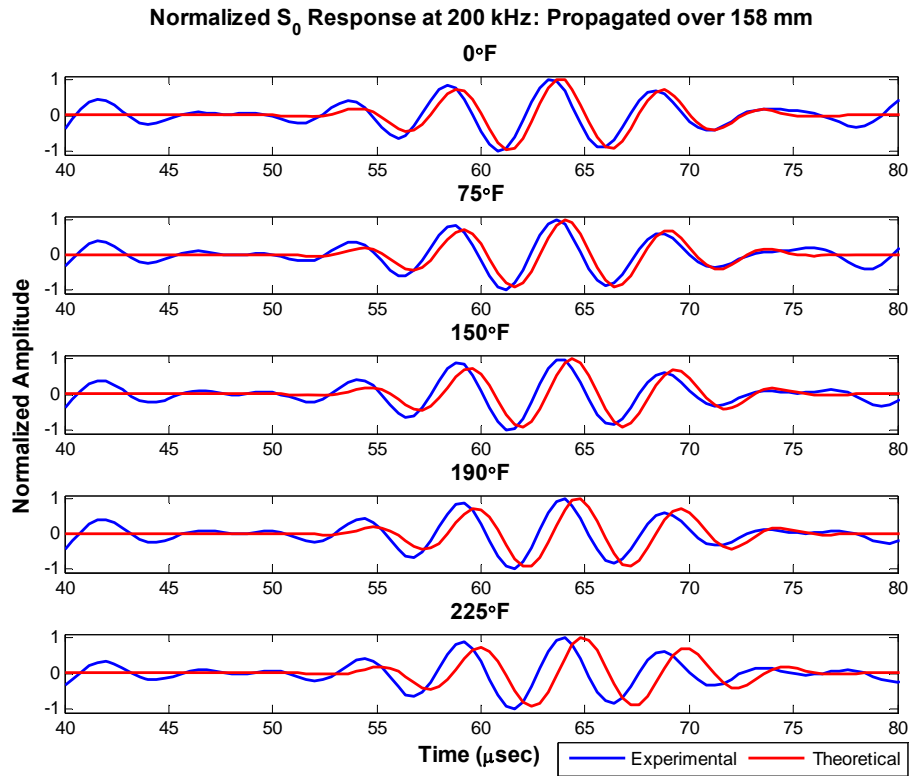 Normalized S₀ Response at 200 kHz: Propagated over 158 mm
0°F
1
0
-1
40 45 50 55 60 65 70 75 80
75°F
1
0
-1
40 45 50 55 60 65 70 75 80
150°F
1
0
-1
40 45 50 55 60 65 70 75 80
190°F
1
0
-1
40 45 50 55 60 65 70 75 80
225°F
1
0
-1
40 45 50 55 60 65 70 75 80
Normalized Amplitude
Time (μsec)
Experimental
Theoretical